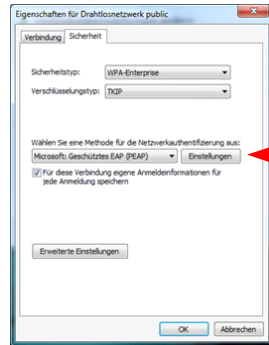 Eigenschaften für Drahtlosnetzwerk public
Verbindung Sicherheit
Sicherheitstyp: WPA-Enterprise
Verschlüsselungstyp: TKIP
Wählen Sie eine Methode für die Netzwerkauthentifizierung aus:
Microsoft: Geschütztes EAP (PEAP) Einstellungen
Für diese Verbindung eigene Anmeldeinformationen für
jede Anmeldung speichern
Erweiterte Einstellungen
OK Abbrechen